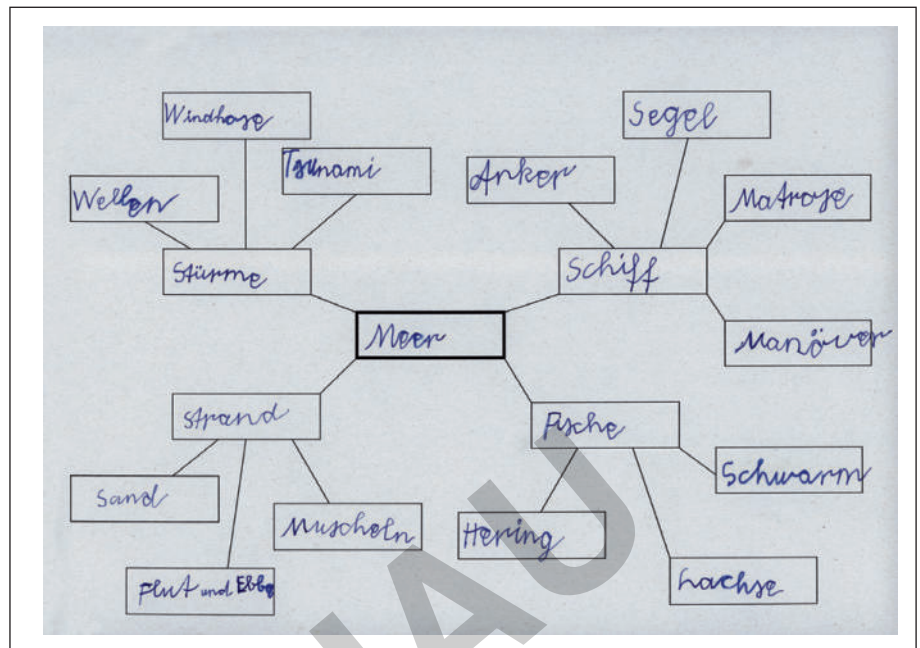 Windhose
Segel
Tsunami
Anker
Wellen
Matrose
Stürme
Schiff
Meer
Manöver
Strand
Fische
Sand
Muscheln
Hering
Schwarm
Flut und Ebbe
Lachse
NAU